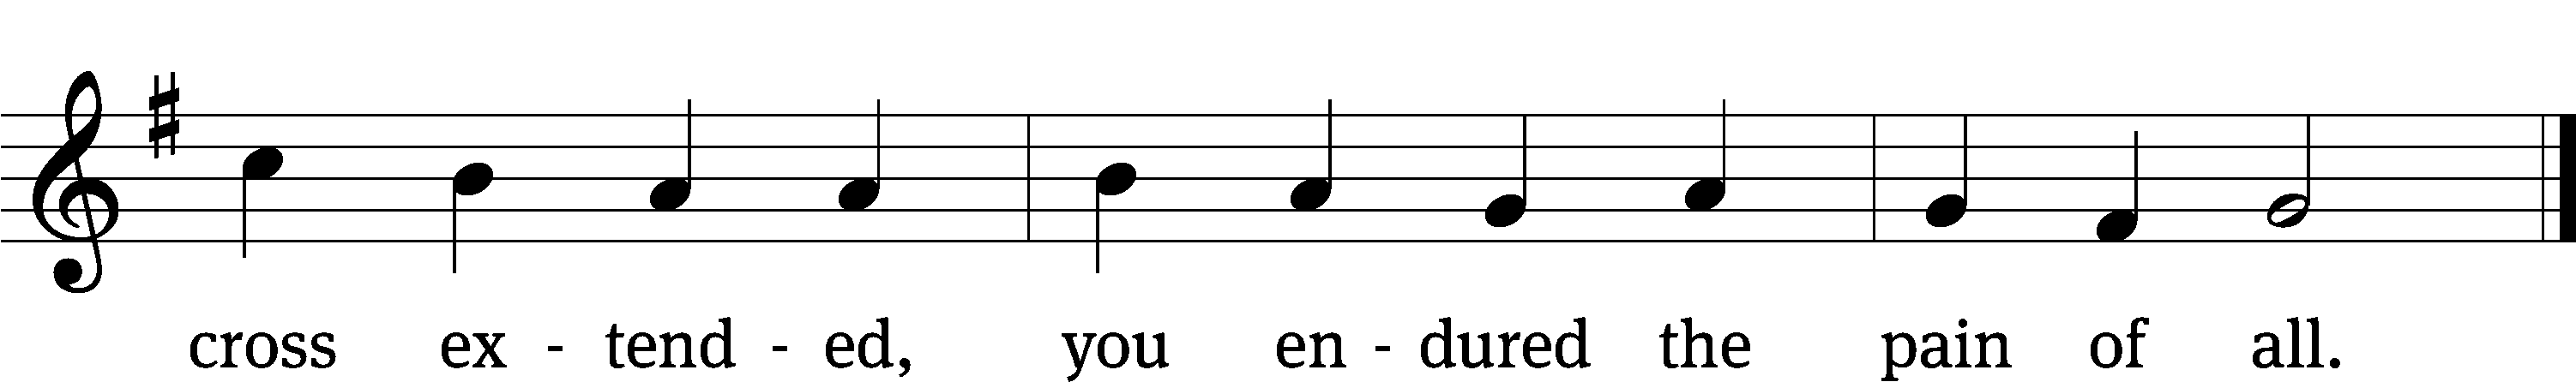 cross ex - tend - ed, you en - dured the pain of all.